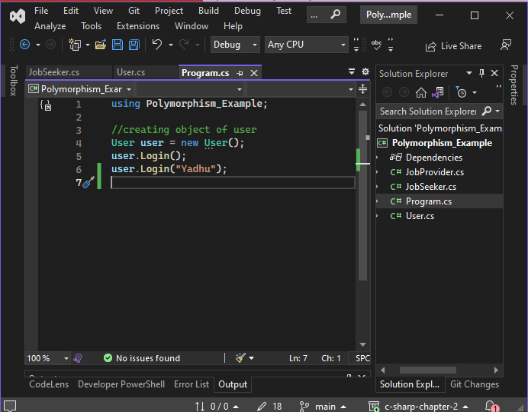 File Edit View Git Project Build Debug Test ... Poly...mple
Analyze Tools Extensions Window Help
Debug Any CPU Live Share
Toolbox
JobSeeker.cs User.cs Program.cs
Polymorphism_Exar
1 using Polymorphism_Example;
2
3 //creating object of user
4 User user = new User();
5 user.Login();
6 user.Login("Yadhu");
7
100 % No issues found Ln: 7 Ch: 1 SPC
CodeLens Developer PowerShell Error List Output
Solution Explorer
Search Solution Explorer
Solution 'Polymorphism_Exam
C# Polymorphism_Example
Dependencies
C# JobProvider.cs
C# JobSeeker.cs
C# Program.cs
C# User.cs
Solution Expl... Git Changes
Properties
0 / 0 18 main c-sharp-chapter-2 1